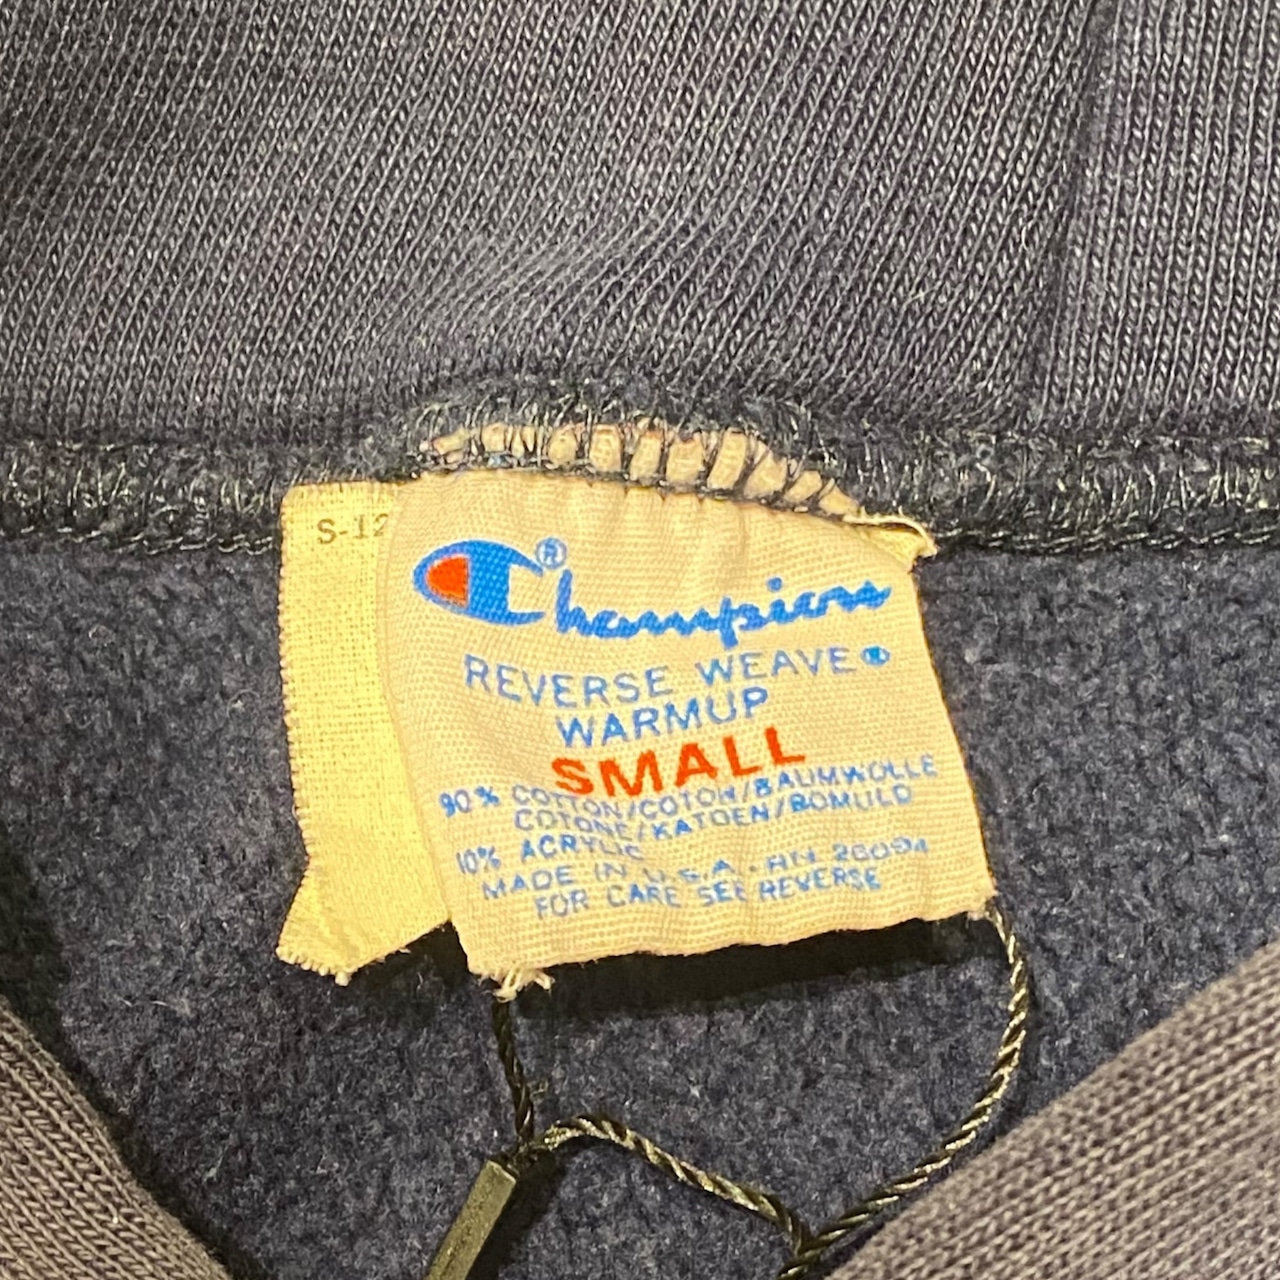 S-12
Champion®
REVERSE WEAVE®
WARMUP
SMALL
90% COTTON/COTON/BAUMWOLLE
COTONE/KATOEN/BOMULD
10% ACRYLIC
MADE IN U.S.A. RN 26094
FOR CARE SEE REVERSE